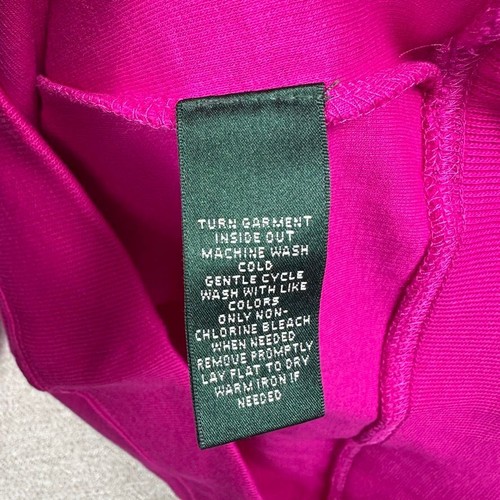 TURN GARMENT
INSIDE OUT
MACHINE WASH
COLD
GENTLE CYCLE
WASH WITH LIKE
COLORS
ONLY NON-
CHLORINE BLEACH
WHEN NEEDED
REMOVE PROMPTLY
LAY FLAT TO DRY
WARM IRON IF
NEEDED